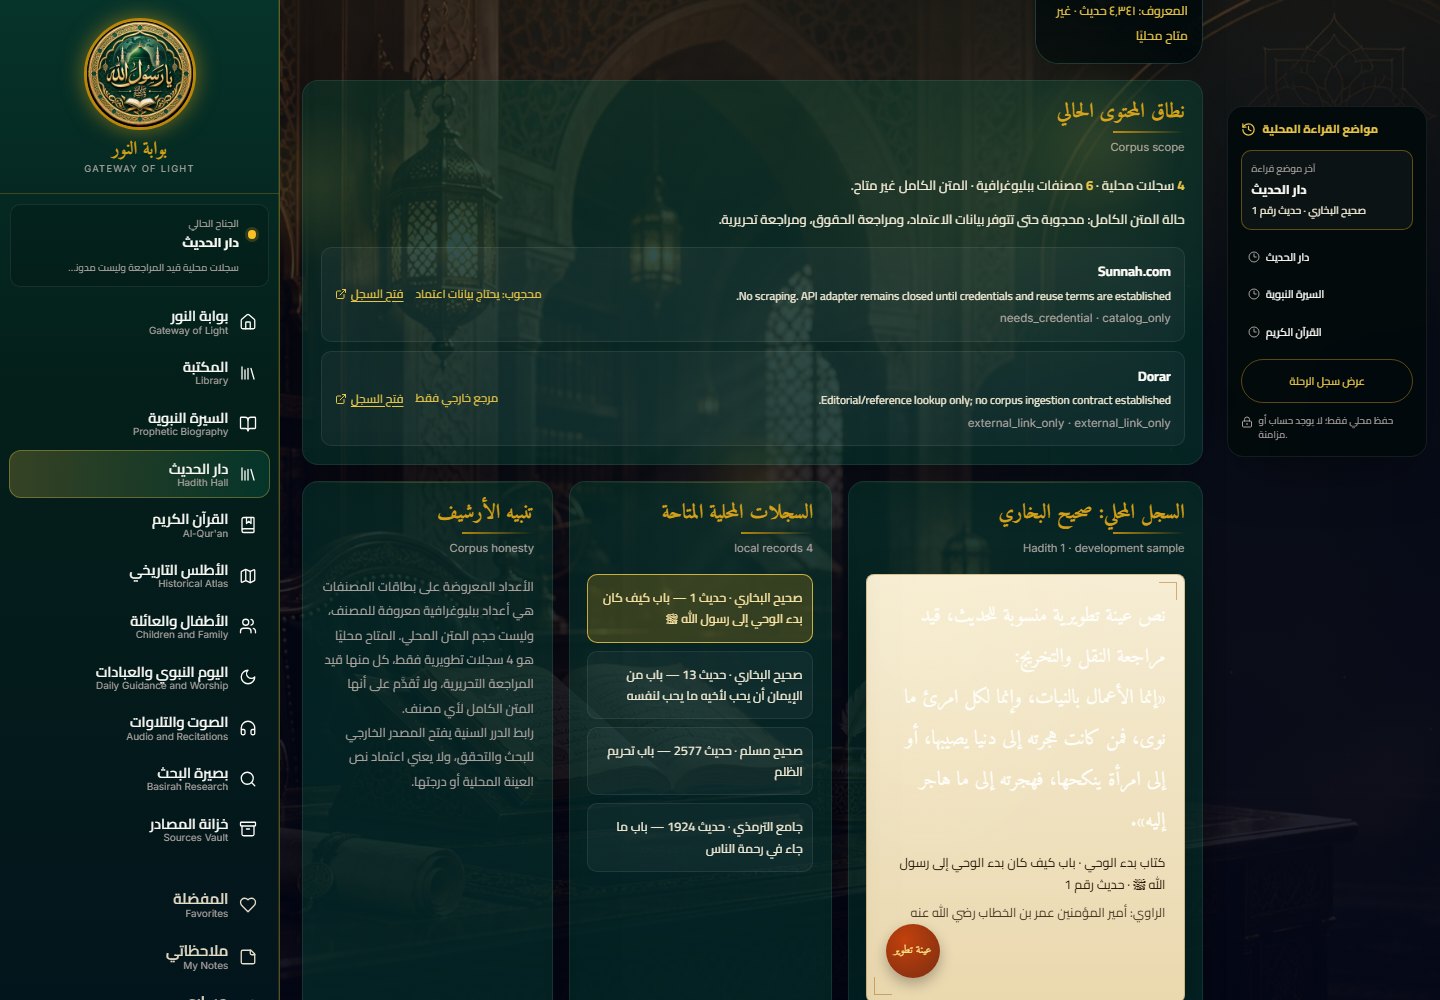 يا رسول الله
بوابة النور
GATEWAY OF LIGHT
الجناح الحالي
دار الحديث
سجلات محلية قيد المراجعة وليست مدونـ...
بوابة النور
Gateway of Light
المكتبة
Library
السيرة النبوية
Prophetic Biography
دار الحديث
Hadith Hall
القرآن الكريم
Al-Qur'an
الأطلس التاريخي
Historical Atlas
الأطفال والعائلة
Children and Family
اليوم النبوي والعبادات
Daily Guidance and Worship
الصوت والتلاوات
Audio and Recitations
بصيرة البحث
Basirah Research
خزانة المصادر
Sources Vault
المفضلة
Favorites
ملاحظاتي
My Notes
المعروف: ٤,٣٤١ حديث · غير
متاح محليًا
نطاق المحتوى الحالي
Corpus scope
4 سجلات محلية · 6 مصنفات ببليوغرافية · المتن الكامل غير متاح.
حالة المتن الكامل: محجوبة حتى تتوفر بيانات الاعتماد، ومراجعة الحقوق، ومراجعة تحريرية.
Sunnah.com
No scraping. API adapter remains closed until credentials and reuse terms are established.
needs_credential · catalog_only
محجوب: يحتاج بيانات اعتماد
فتح السجل
Dorar
Editorial/reference lookup only; no corpus ingestion contract established.
external_link_only · external_link_only
مرجع خارجي فقط
فتح السجل
السجل المحلي: صحيح البخاري
Hadith 1 · development sample
نص عينة تطويرية منسوبة للحديث، قيد
مراجعة النقل والتخريج:
«إنما الأعمال بالنيات، وإنما لكل امرئ ما
نوى، فمن كانت هجرته إلى دنيا يصيبها، أو
إلى امرأة ينكحها، فهجرته إلى ما هاجر
إليه».
كتاب بدء الوحي · باب كيف كان بدء الوحي إلى رسول
الله ﷺ · حديث رقم 1
الراوي: أمير المؤمنين عمر بن الخطاب رضي الله عنه
عينة تطوير
السجلات المحلية المتاحة
4 local records
صحيح البخاري · حديث 1 — باب كيف كان
بدء الوحي إلى رسول الله ﷺ
صحيح البخاري · حديث 13 — باب من
الإيمان أن يحب لأخيه ما يحب لنفسه
صحيح مسلم · حديث 2577 — باب تحريم
الظلم
جامع الترمذي · حديث 1924 — باب ما
جاء في رحمة الناس
تنبيه الأرشيف
Corpus honesty
الأعداد المعروضة على بطاقات المصنفات
هي أعداد ببليوغرافية معروفة للمصنف،
وليست حجم المتن المحلي. المتاح محليًا
هو 4 سجلات تطويرية فقط، كل منها قيد
المراجعة التحريرية، ولا تُقدَّم على أنها
المتن الكامل لأي مصنف.
رابط الدرر السنية يفتح المصدر الخارجي
للبحث والتحقق، ولا يعني اعتماد نص
العينة المحلية أو درجتها.
مواضع القراءة المحلية
آخر موضع قراءة
دار الحديث
صحيح البخاري · حديث رقم 1
دار الحديث
السيرة النبوية
القرآن الكريم
عرض سجل الرحلة
حفظ محلي فقط؛ لا يوجد حساب أو
مزامنة.